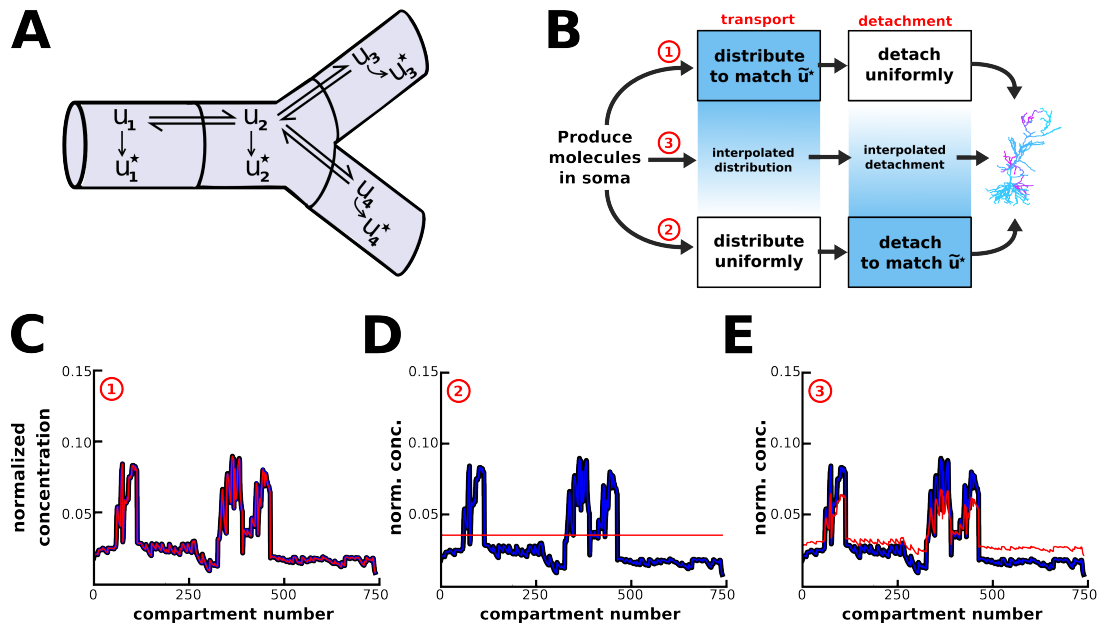 A
u₁
u₂
u₃
u₃*
u₁*
u₂*
u₄
u₄*
B
transport
detachment
1
distribute
to match ũ*
detach
uniformly
Produce
molecules
in soma
3
interpolated
distribution
interpolated
detachment
2
distribute
uniformly
detach
to match ũ*
C
1
normalized
concentration
0.15
0.10
0.05
0
250
500
750
compartment number
D
2
norm. conc.
0.15
0.10
0.05
0
250
500
750
compartment number
E
3
norm. conc.
0.15
0.10
0.05
0
250
500
750
compartment number